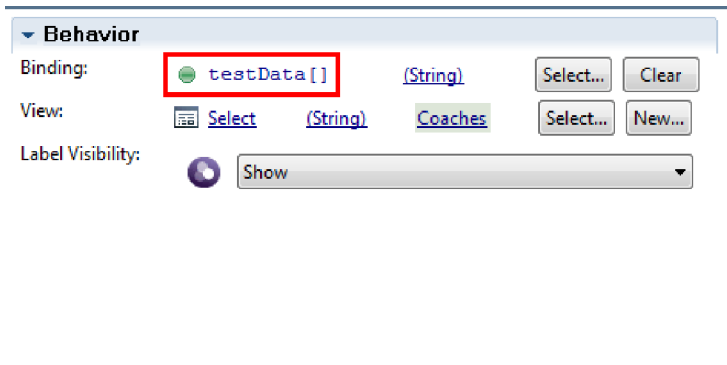 Behavior
Binding: testData[] (String) Select... Clear
View: Select (String) Coaches Select... New...
Label Visibility: Show